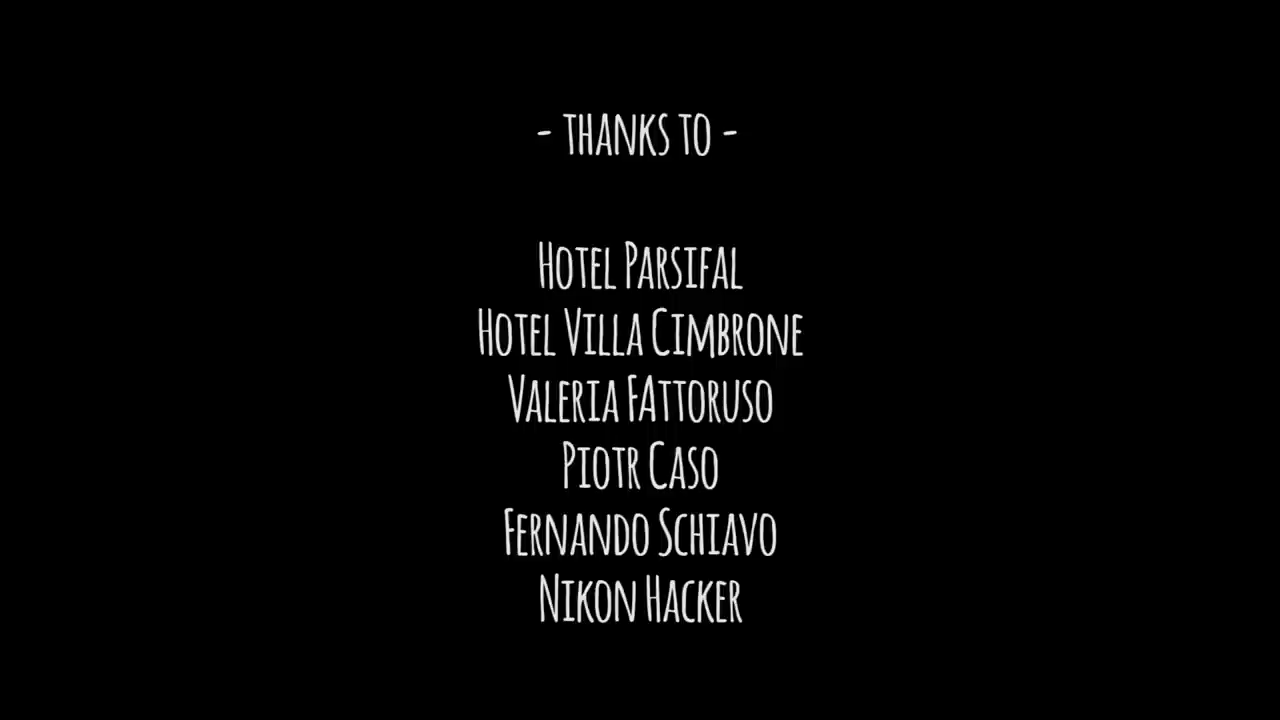 - THANKS TO -
HOTEL PARSIFAL
HOTEL VILLA CIMBRONE
VALERIA FATTORUSO
PIOTR CASO
FERNANDO SCHIAVO
NIKON HACKER